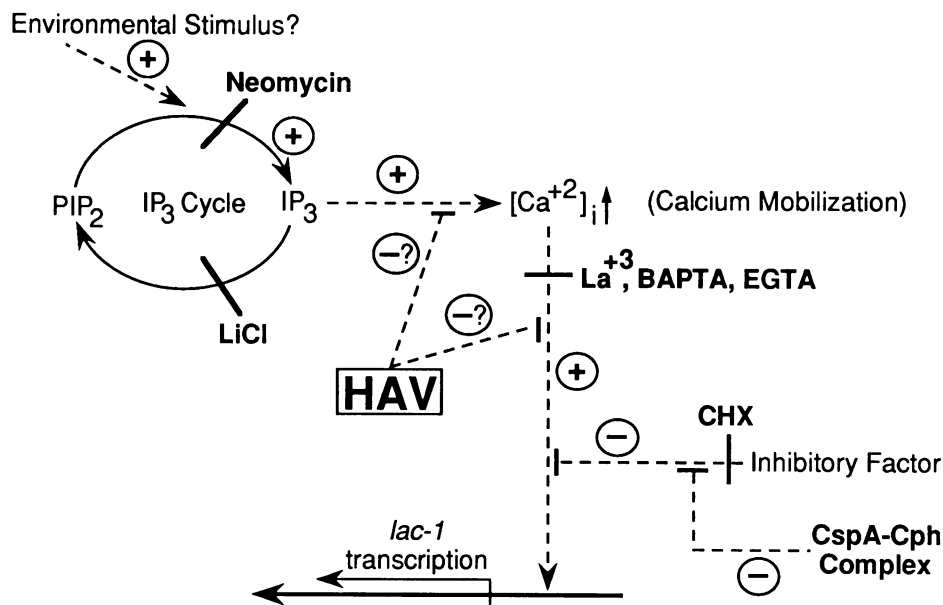 Environmental Stimulus?
+
Neomycin
+
PIP2
IP3 Cycle
IP3
+
[Ca+2]i
(Calcium Mobilization)
−?
La+3, BAPTA, EGTA
LiCl
−?
HAV
+
CHX
−
Inhibitory Factor
lac-1
transcription
CspA-Cph
Complex
−